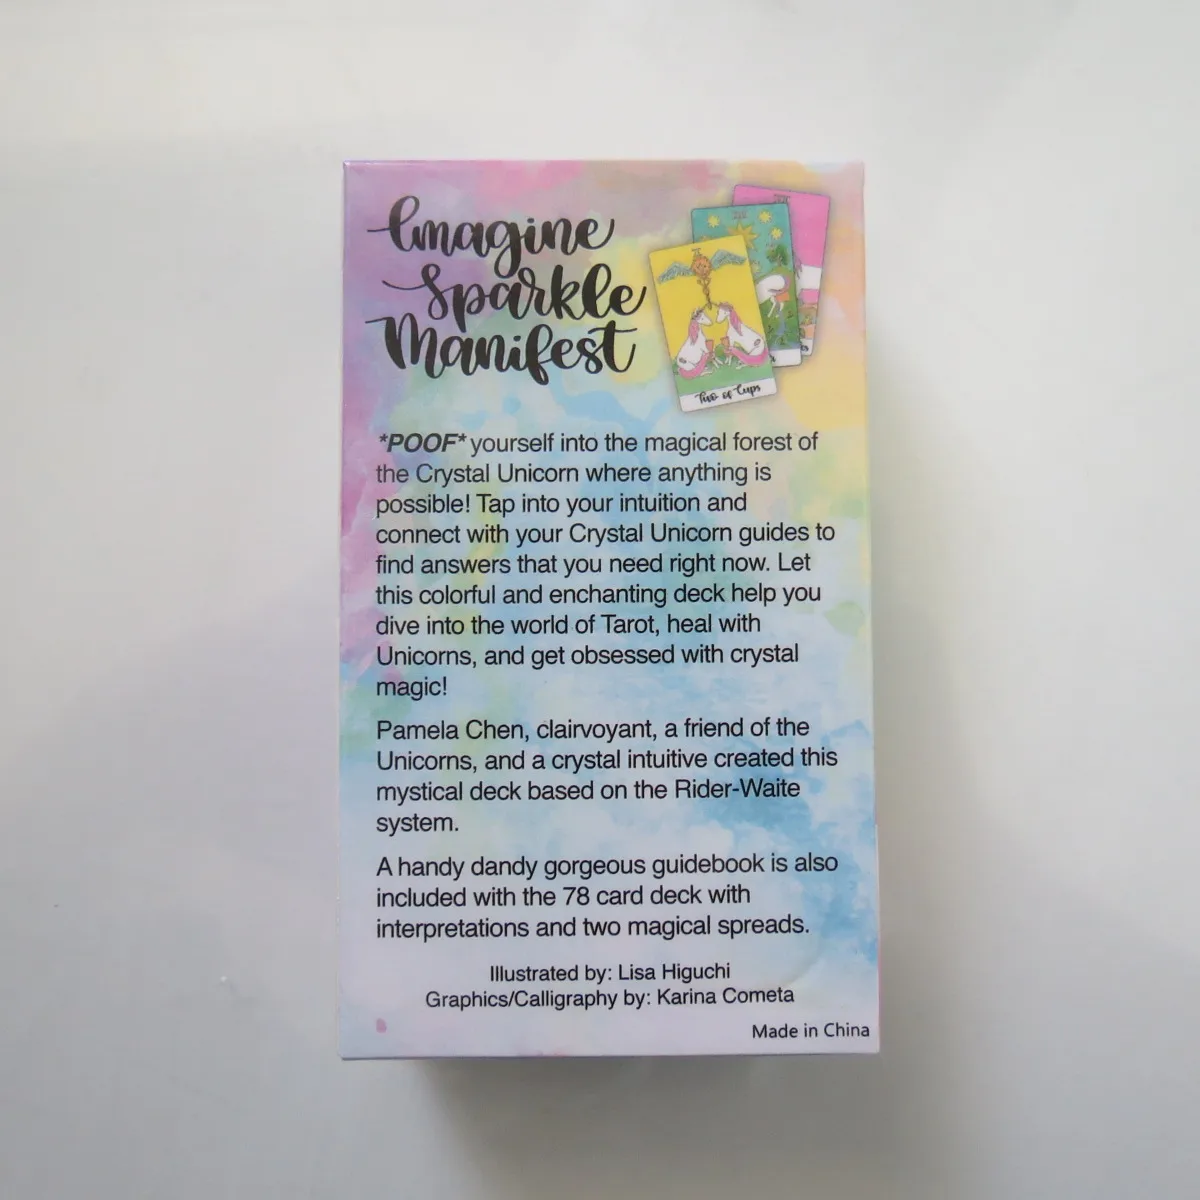 Imagine
Sparkle
Manifest
Two of Cups
*POOF* yourself into the magical forest of
the Crystal Unicorn where anything is
possible! Tap into your intuition and
connect with your Crystal Unicorn guides to
find answers that you need right now. Let
this colorful and enchanting deck help you
dive into the world of Tarot, heal with
Unicorns, and get obsessed with crystal
magic!
Pamela Chen, clairvoyant, a friend of the
Unicorns, and a crystal intuitive created this
mystical deck based on the Rider-Waite
system.
A handy dandy gorgeous guidebook is also
included with the 78 card deck with
interpretations and two magical spreads.
Illustrated by: Lisa Higuchi
Graphics/Calligraphy by: Karina Cometa
Made in China